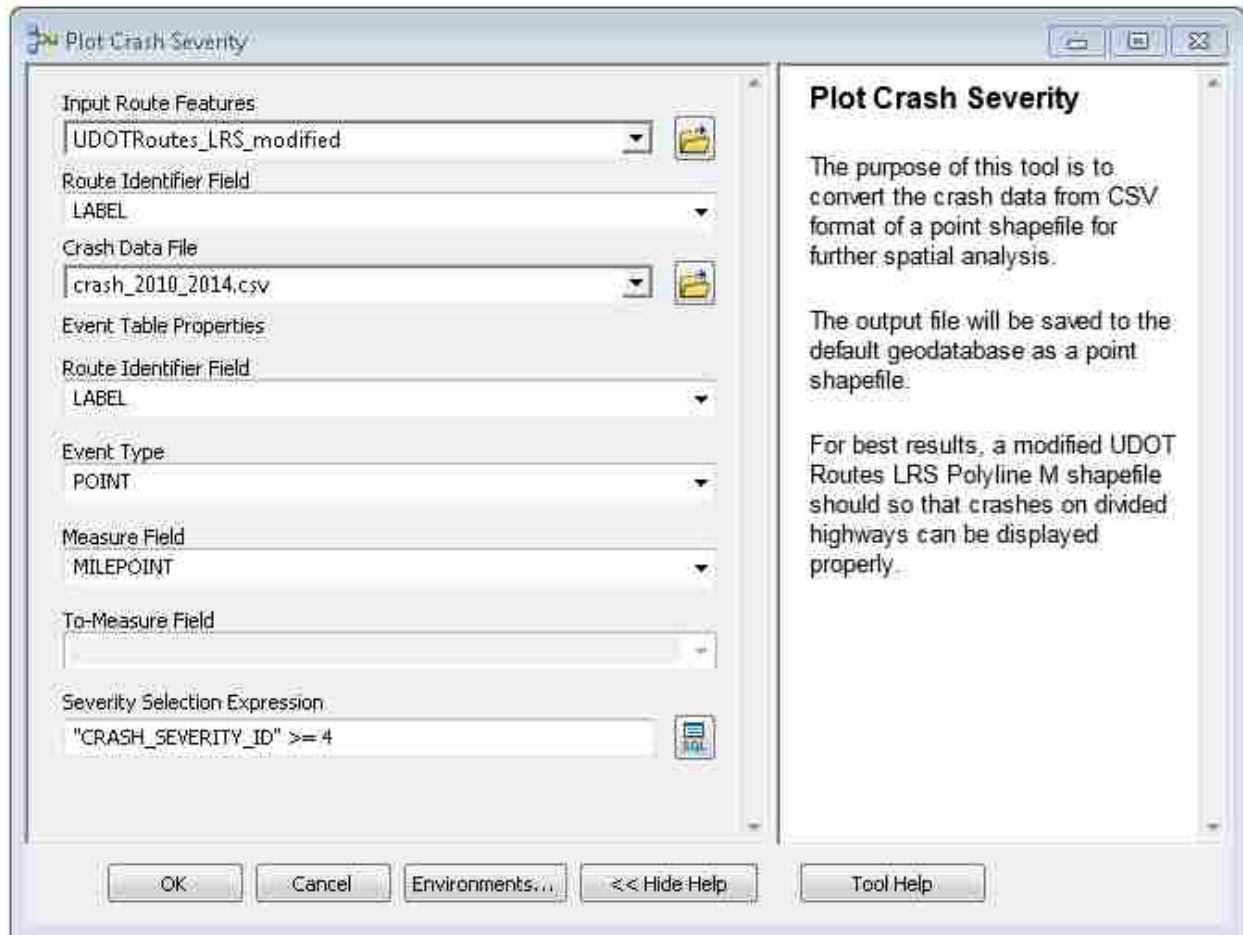 Plot Crash Severity
Input Route Features
UDOTRoutes_LRS_modified
Route Identifier Field
LABEL
Crash Data File
crash_2010_2014.csv
Event Table Properties
Route Identifier Field
LABEL
Event Type
POINT
Measure Field
MILEPOINT
To-Measure Field
Severity Selection Expression
"CRASH_SEVERITY_ID" >= 4
SQL
OK
Cancel
Environments...
<< Hide Help
Plot Crash Severity
The purpose of this tool is to
convert the crash data from CSV
format of a point shapefile for
further spatial analysis.
The output file will be saved to the
default geodatabase as a point
shapefile.
For best results, a modified UDOT
Routes LRS Polyline M shapefile
should so that crashes on divided
highways can be displayed
properly.
Tool Help